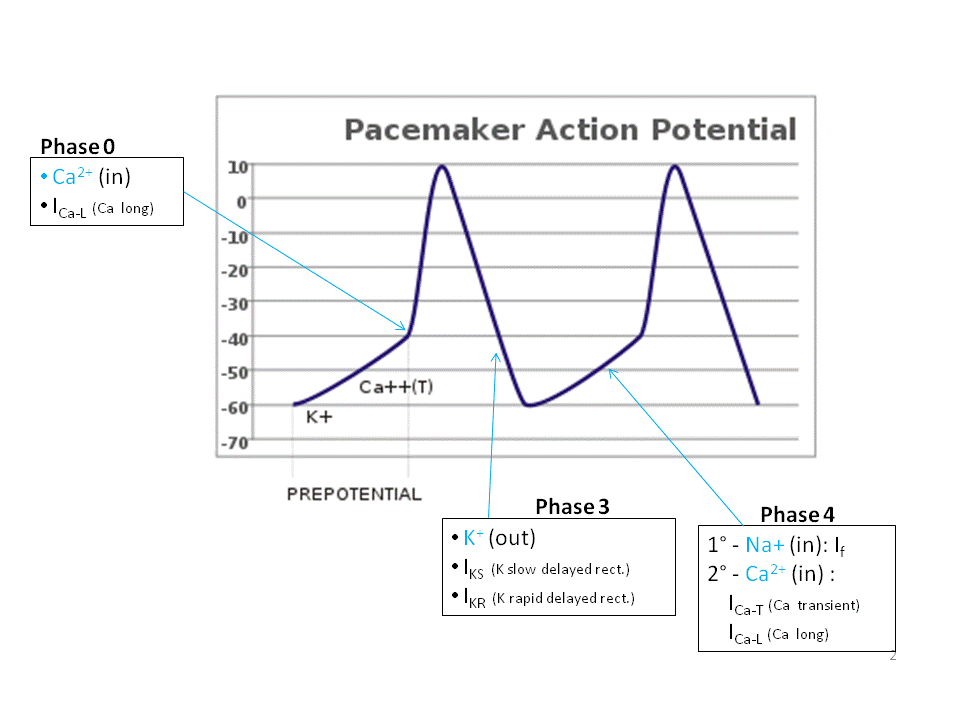 Pacemaker Action Potential
Phase 0
• Ca2+ (in)
• ICa-L (Ca long)
10
0
-10
-20
-30
-40
-50
-60
-70
Ca++(T)
K+
PREPOTENTIAL
Phase 3
• K+ (out)
• IKS (K slow delayed rect.)
• IKR (K rapid delayed rect.)
Phase 4
1° - Na+ (in): If
2° - Ca2+ (in) :
ICa-T (Ca transient)
ICa-L (Ca long)
2